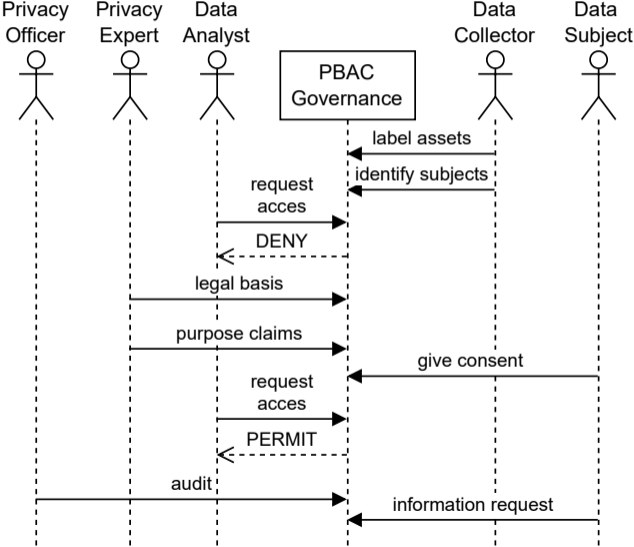 Privacy Officer
Privacy Expert
Data Analyst
PBAC Governance
Data Collector
Data Subject
label assets
identify subjects
request
acces
DENY
legal basis
purpose claims
give consent
request
acces
PERMIT
audit
information request